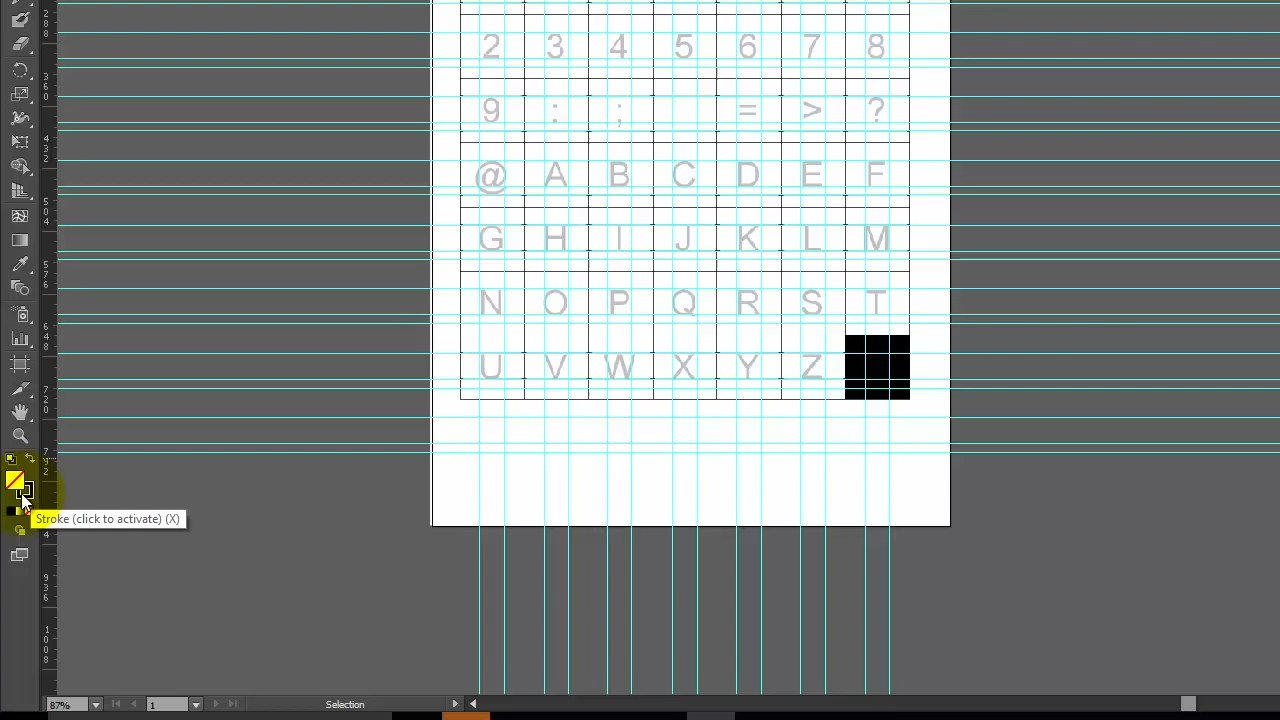 2 3 4 5 6 7 8
9 : ; = > ?
@ A B C D E F
G H I J K L M
N O P Q R S T
U V W X Y Z
Stroke (click to activate) (X)
87% 1 Selection